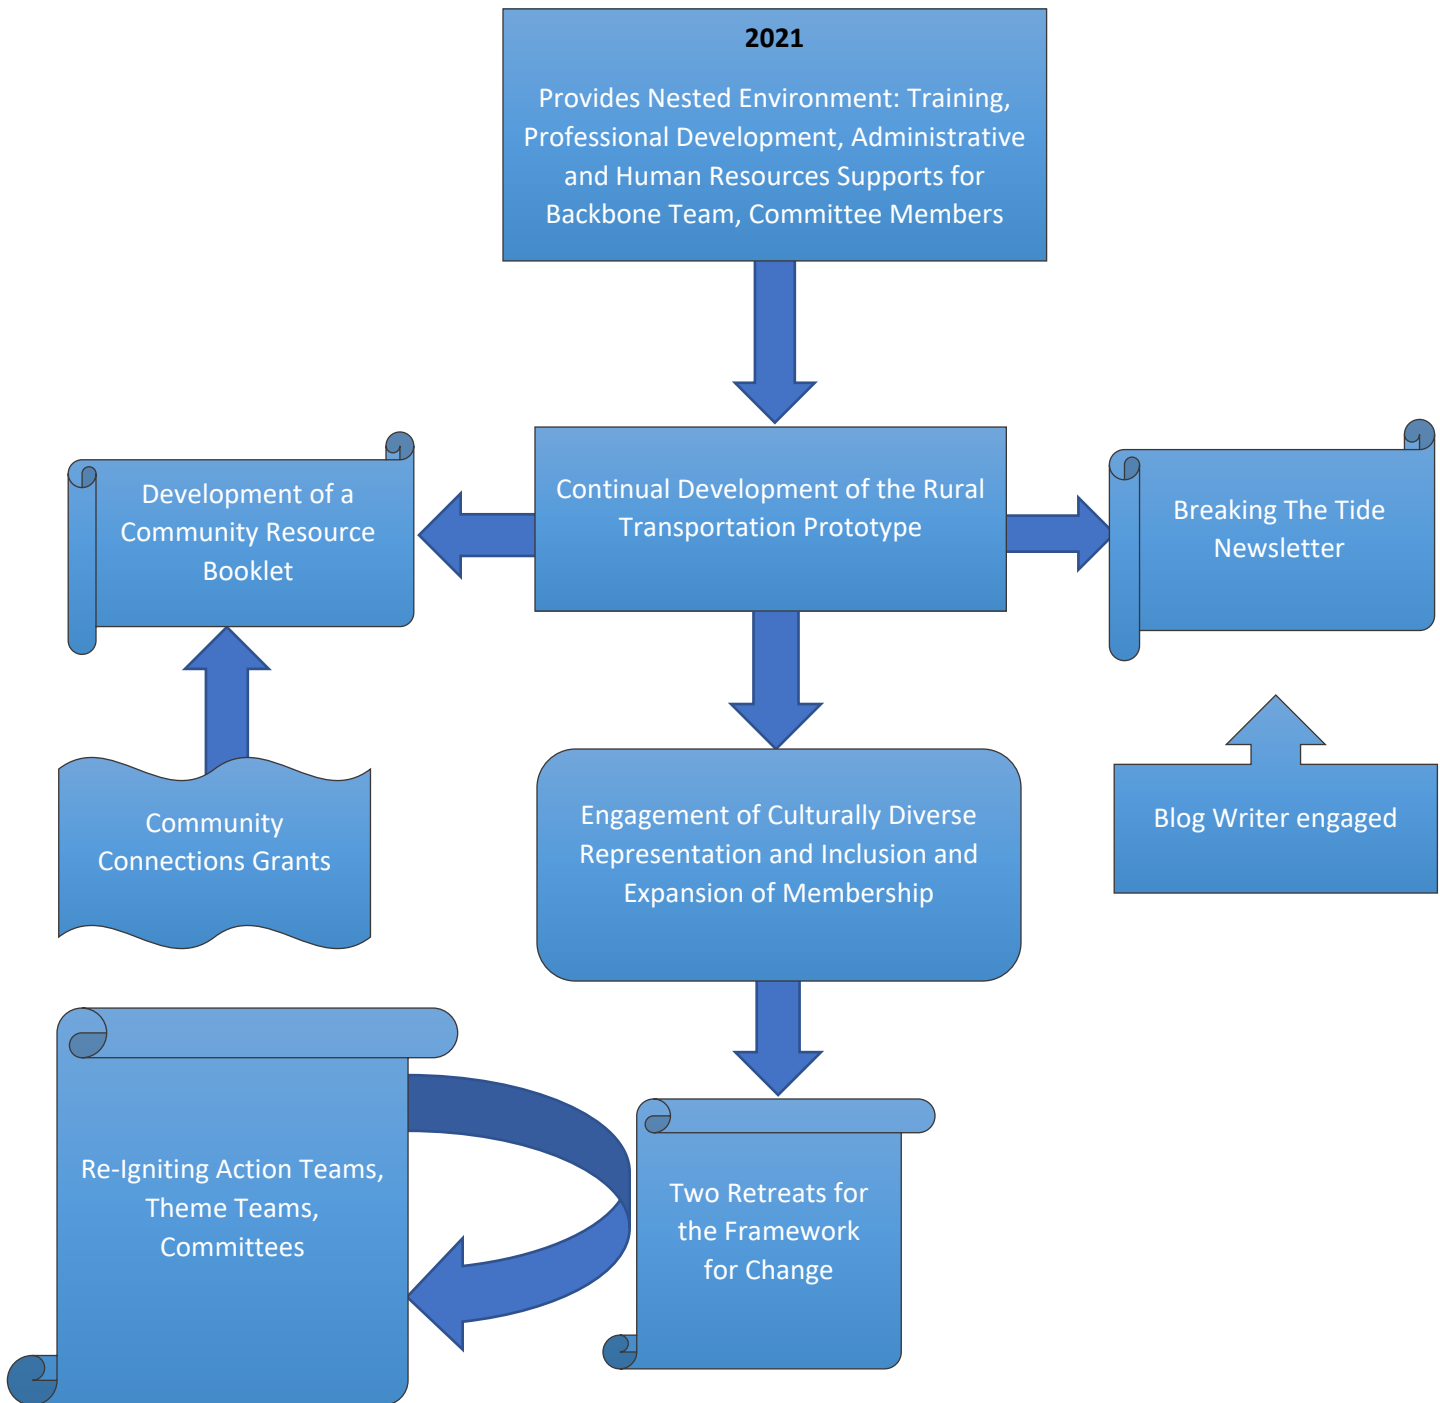 2021
Provides Nested Environment: Training,
Professional Development, Administrative
and Human Resources Supports for
Backbone Team, Committee Members
Development of a
Community Resource
Booklet
Continual Development of the Rural
Transportation Prototype
Breaking The Tide
Newsletter
Community
Connections Grants
Engagement of Culturally Diverse
Representation and Inclusion and
Expansion of Membership
Blog Writer engaged
Re-Igniting Action Teams,
Theme Teams,
Committees
Two Retreats for
the Framework
for Change